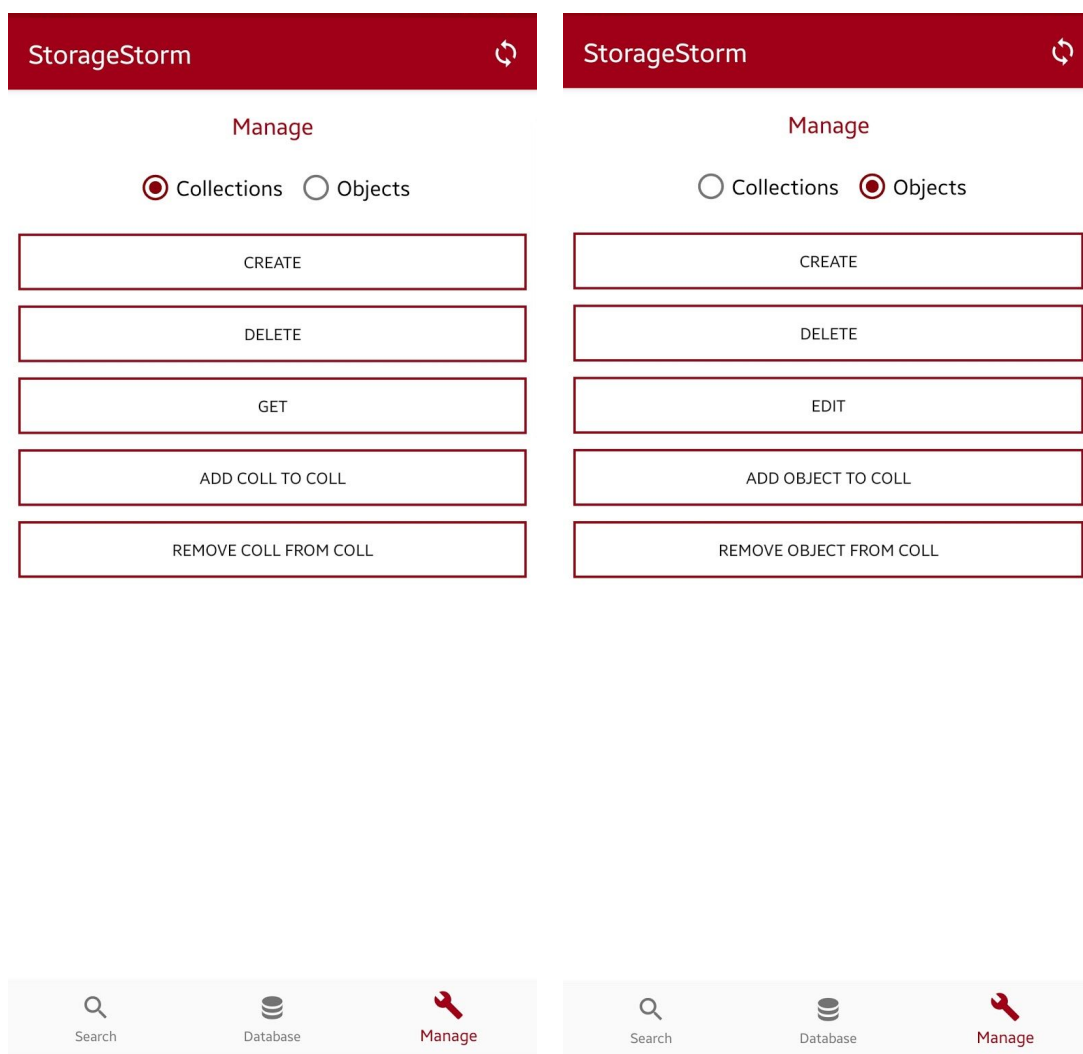 StorageStorm
Manage
Collections Objects
CREATE
DELETE
GET
ADD COLL TO COLL
REMOVE COLL FROM COLL
Search Database Manage
StorageStorm
Manage
Collections Objects
CREATE
DELETE
EDIT
ADD OBJECT TO COLL
REMOVE OBJECT FROM COLL
Search Database Manage